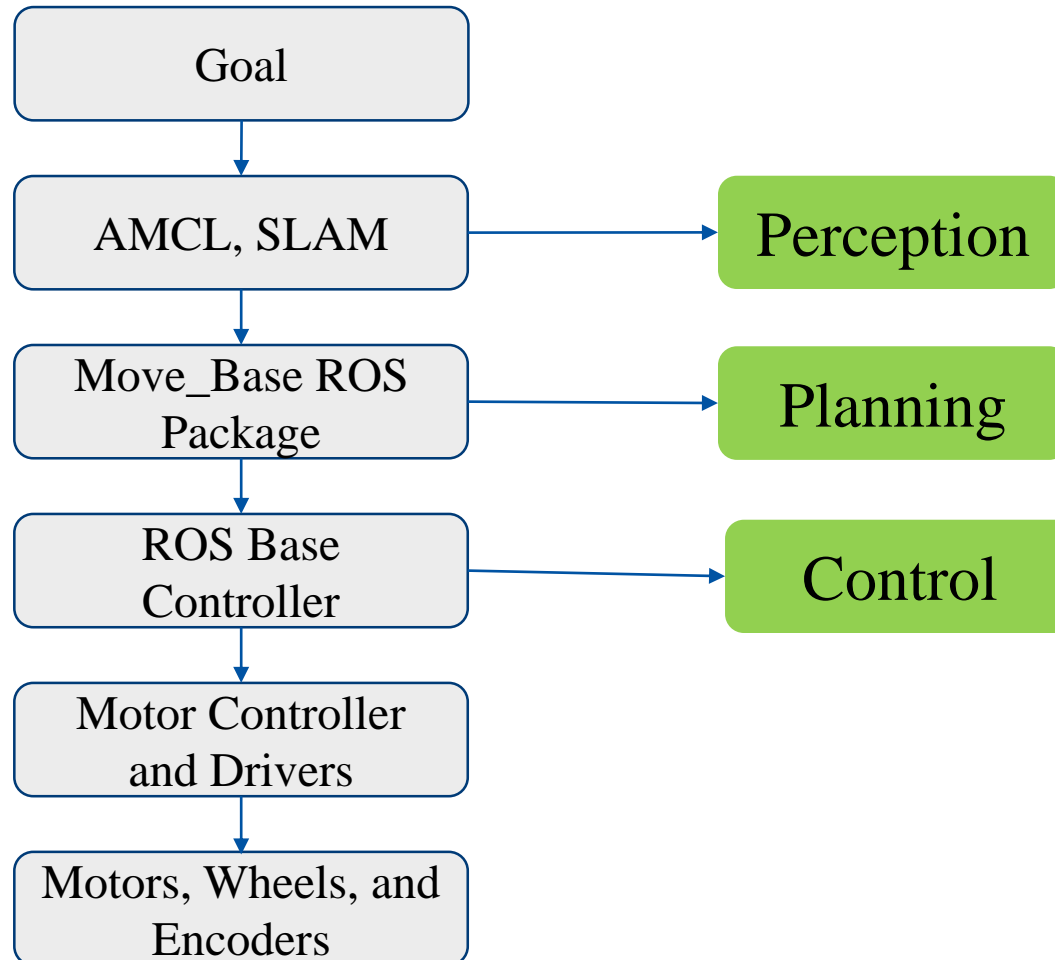 Goal
AMCL, SLAM
Perception
Move_Base ROS
Package
Planning
ROS Base
Controller
Control
Motor Controller
and Drivers
Motors, Wheels, and
Encoders